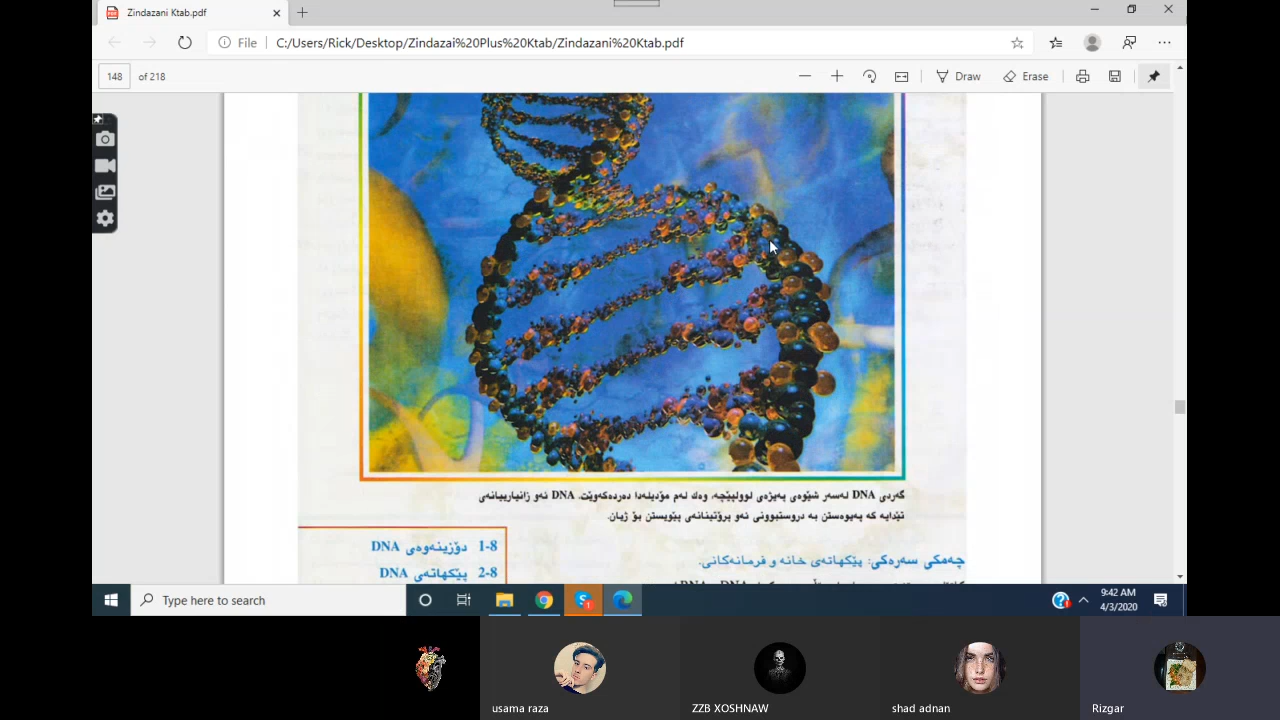 Zindazani Ktab.pdf
File
C:/Users/Rick/Desktop/Zindazai%20Plus%20Ktab/Zindazani%20Ktab.pdf
148 of 218
Draw
Erase
گەردی DNA لەسەر شێوەی پەیژەی لوولپێچە، وەك لەم مۆدێلەدا دەردەکەوێت. DNA ئەو زانیارییانەی
تێدایە کە پەیوەستن بە دروستبوونی ئەو پرۆتینانەی پێویستن بۆ ژیان.
چەمکی سەرەکی: پێکهاتەی خانە و فرمانەکانی.
1-8 دۆزینەوەی DNA
2-8 پێکهاتەی DNA
Type here to search
9:42 AM
4/3/2020
usama raza
ZZB XOSHNAW
shad adnan
Rizgar